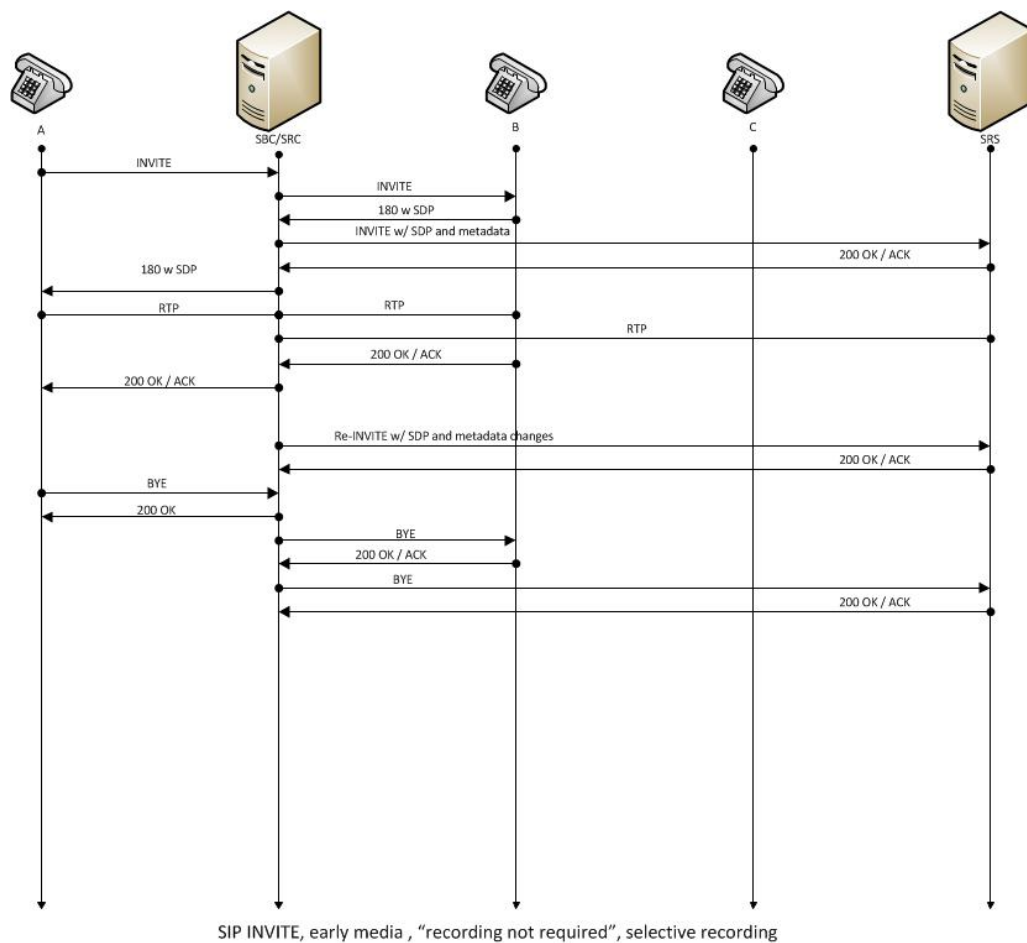 A
SBC/SRC
B
C
SRS
INVITE
INVITE
180 w SDP
INVITE w/ SDP and metadata
200 OK / ACK
180 w SDP
RTP
RTP
RTP
200 OK / ACK
200 OK / ACK
Re-INVITE w/ SDP and metadata changes
200 OK / ACK
BYE
200 OK
BYE
200 OK / ACK
BYE
200 OK / ACK
SIP INVITE, early media , “recording not required”, selective recording